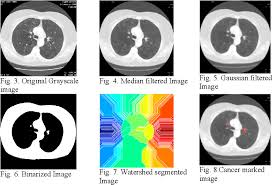 Fig. 3. Original Grayscale
image
Fig. 4. Median filtered Image
Fig. 5. Gaussian filtered
Image
Fig. 6. Binarized Image
Fig. 7. Watershed segmented
Image
Fig. 8 Cancer marked
image